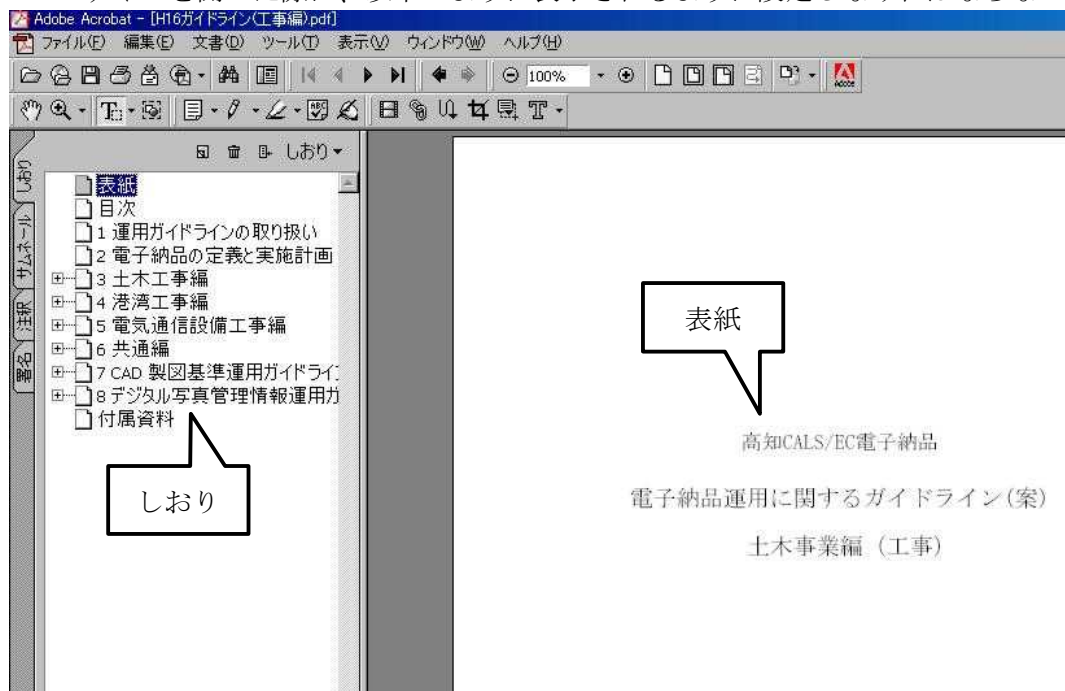 Adobe Acrobat - [H16ガイドライン(工事編).pdf]
ファイル(F) 編集(E) 文書(D) ツール(T) 表示(V) ウィンドウ(W) ヘルプ(H)
100%
しおり
しおり
サムネール
注釈
署名
表紙
目次
1 運用ガイドラインの取り扱い
2 電子納品の定義と実施計画
3 土木工事編
4 港湾工事編
5 電気通信設備工事編
6 共通編
7 CAD 製図基準運用ガイドライ
8 デジタル写真管理情報運用ガ
付属資料
しおり
表紙
高知CALS/EC電子納品
電子納品運用に関するガイドライン(案)
土木事業編（工事）